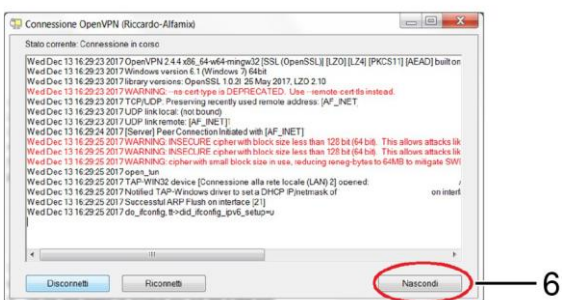 Connessione OpenVPN (Riccardo-Alfamix)
Stato corrente: Connessione in corso
Wed Dec 13 16:29:23 2017 OpenVPN 2.4.4 x86_64-w64-mingw32 [SSL (OpenSSL)] [LZO] [LZ4] [PKCS11] [AEAD] built on
Wed Dec 13 16:29:23 2017 Windows version 6.1 (Windows 7) 64bit
Wed Dec 13 16:29:23 2017 library versions: OpenSSL 1.0.2l 25 May 2017, LZO 2.10
Wed Dec 13 16:29:23 2017 WARNING: --ns-cert-type is DEPRECATED. Use --remote-cert-tls instead.
Wed Dec 13 16:29:23 2017 TCP/UDP: Preserving recently used remote address: [AF_INET]
Wed Dec 13 16:29:23 2017 UDP link local: (not bound)
Wed Dec 13 16:29:23 2017 UDP link remote: [AF_INET]
Wed Dec 13 16:29:24 2017 [Server] Peer Connection Initiated with [AF_INET]
Wed Dec 13 16:29:25 2017 WARNING: INSECURE cipher with block size less than 128 bit (64 bit). This allows attacks lik
Wed Dec 13 16:29:25 2017 WARNING: INSECURE cipher with block size less than 128 bit (64 bit). This allows attacks lik
Wed Dec 13 16:29:25 2017 WARNING: cipher with small block size in use, reducing reneg-bytes to 64MB to mitigate SWE
Wed Dec 13 16:29:25 2017 open_tun
Wed Dec 13 16:29:25 2017 TAP-WIN32 device [Connessione alla rete locale (LAN) 2] opened:
Wed Dec 13 16:29:25 2017 Notified TAP-Windows driver to set a DHCP IP/netmask of on interf
Wed Dec 13 16:29:25 2017 Successful ARP Flush on interface [21]
Wed Dec 13 16:29:25 2017 do_ifconfig, tt->did_ifconfig_ipv6_setup=u
Disconnetti Riconnetti Nascondi 6